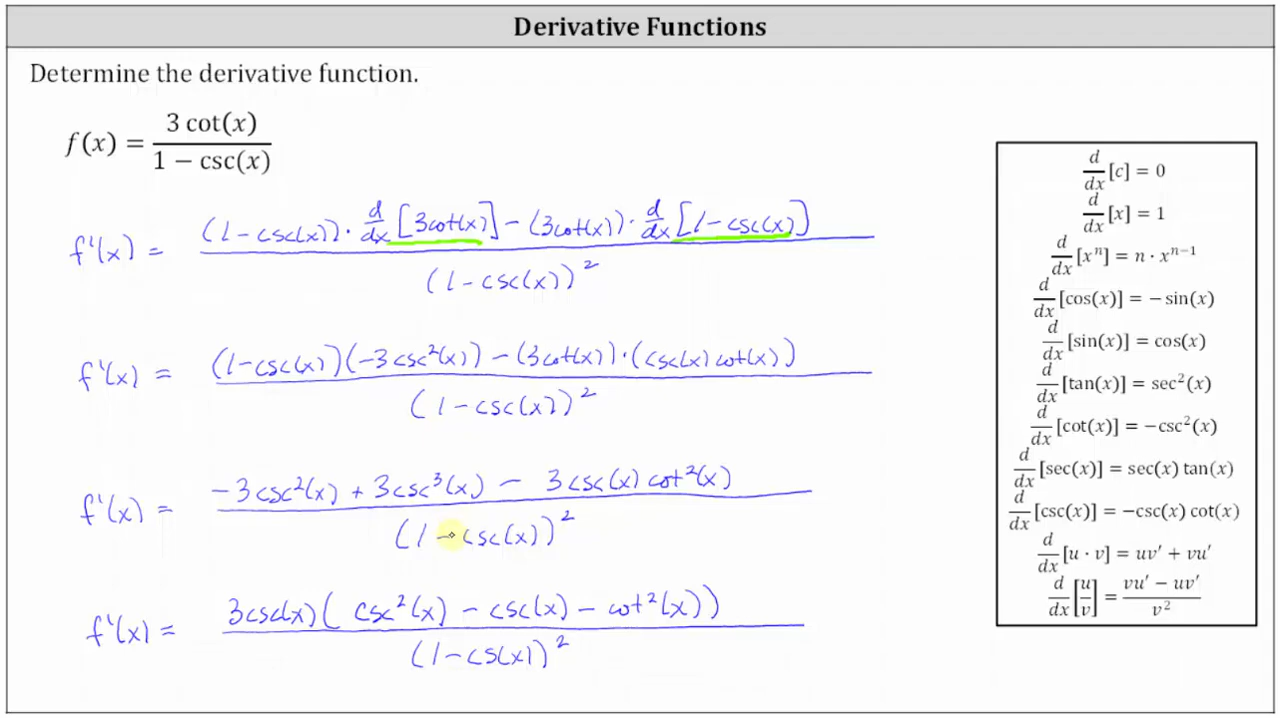 Derivative Functions
Determine the derivative function.
f(x) = 3 cot(x) / 1 − csc(x)
f'(x) = (1-csc(x)) · d/dx [3cot(x)] - (3cot(x)) · d/dx [1-csc(x)] / (1-csc(x))²
f'(x) = (1-csc(x))(-3csc²(x)) - (3cot(x)) · (csc(x) cot(x)) / (1-csc(x))²
f'(x) = -3csc²(x) + 3csc³(x) - 3csc(x) cot²(x) / (1-csc(x))²
f'(x) = 3csc(x) ( csc²(x) - csc(x) - cot²(x)) / (1-cs(x))²
d/dx [c] = 0
d/dx [x] = 1
d/dx [xⁿ] = n · xⁿ⁻¹
d/dx [cos(x)] = − sin(x)
d/dx [sin(x)] = cos(x)
d/dx [tan(x)] = sec²(x)
d/dx [cot(x)] = −csc²(x)
d/dx [sec(x)] = sec(x) tan(x)
d/dx [csc(x)] = −csc(x) cot(x)
d/dx [u · v] = uv' + vu'
d/dx [u/v] = vu' − uv' / v²